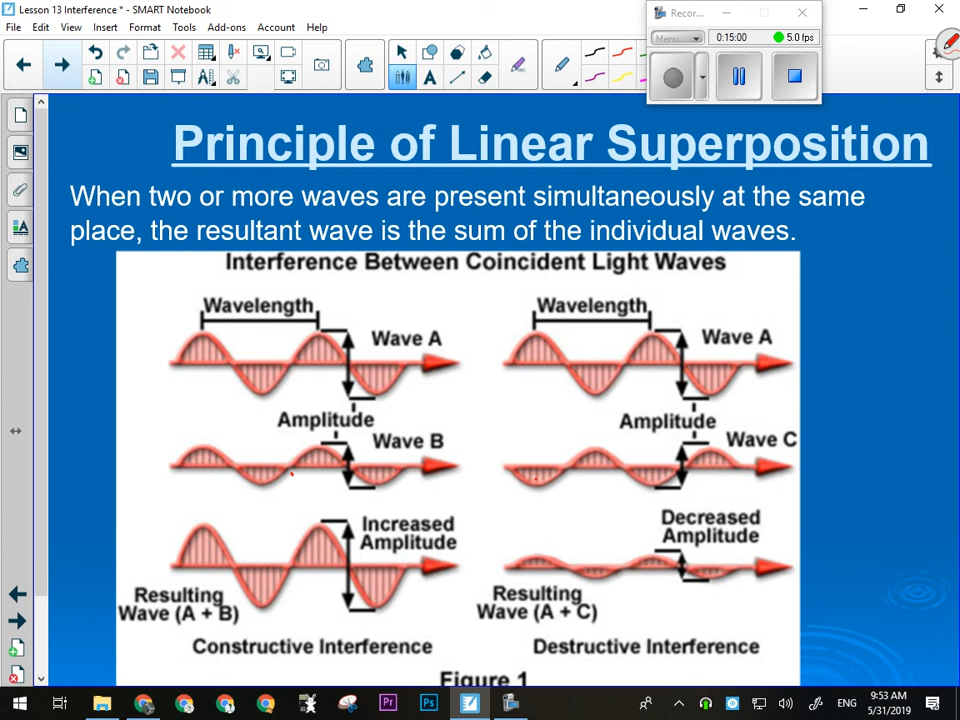 Lesson 13 Interference * - SMART Notebook
File Edit View Insert Format Tools Add-ons Account Help
Recor...
Menu
0:15:00
5.0 fps
Principle of Linear Superposition
When two or more waves are present simultaneously at the same
place, the resultant wave is the sum of the individual waves.
Interference Between Coincident Light Waves
Wavelength
Wave A
Amplitude
Wave B
Increased
Amplitude
Resulting
Wave (A + B)
Constructive Interference
Wavelength
Wave A
Amplitude
Wave C
Decreased
Amplitude
Resulting
Wave (A + C)
Destructive Interference
Figure 1
Pr
Ps
ENG
9:53 AM
5/31/2019